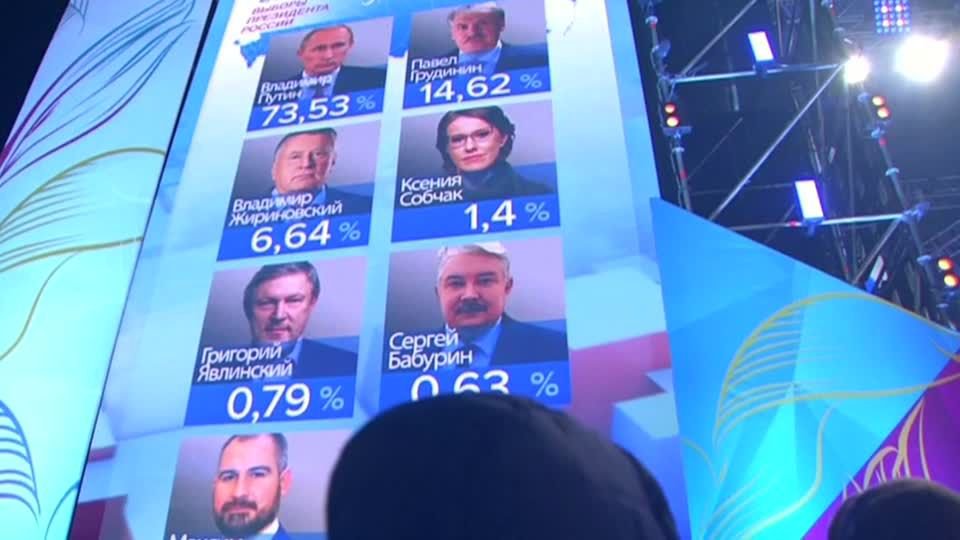 ВЫБОРЫ
ПРЕЗИДЕНТА
РОССИИ
Владимир
Путин
73,53 %
Павел
Грудинин
14,62 %
Владимир
Жириновский
6,64 %
Ксения
Собчак
1,4 %
Григорий
Явлинский
0,79 %
Сергей
Бабурин
0,63 %